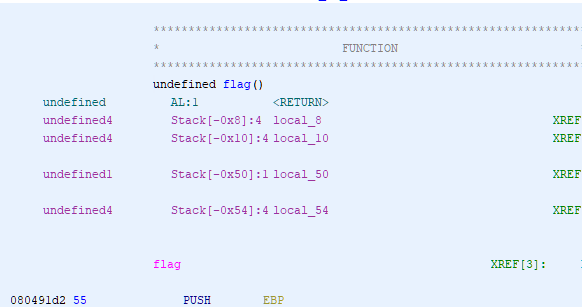 ************************************************************
* FUNCTION
************************************************************
undefined flag()
undefined AL:1 <RETURN>
undefined4 Stack[-0x8]:4 local_8 XREF
undefined4 Stack[-0x10]:4 local_10 XREF
undefined1 Stack[-0x50]:1 local_50 XREF
undefined4 Stack[-0x54]:4 local_54 XREF
flag XREF[3]:
080491d2 55 PUSH EBP